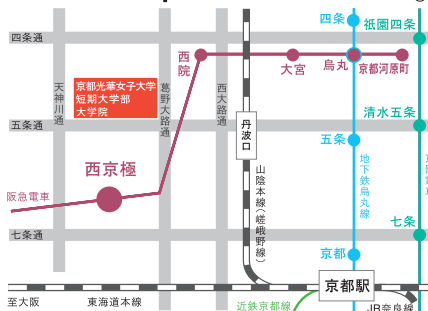 四条
祇園四条
四条通
西院
大宮
烏丸
京都河原町
天神川通
京都光華女子大学
短期大学部
大学院
葛野大路通
西大路通
丹波口
清水五条
五条通
五条
西京極
地下鉄烏丸線
阪急電車
山陰本線(嵯峨野線)
七条
七条通
京都
京都駅
至大阪
東海道本線
近鉄京都線
JR奈良線